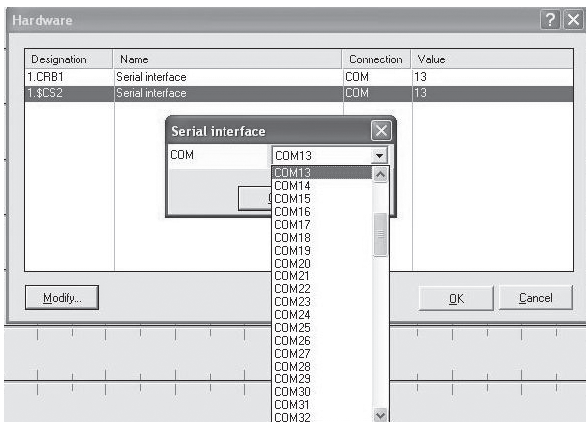 Hardware
Designation Name Connection Value
1.CRB1 Serial interface COM 13
1.$CS2 Serial interface COM 13
Serial interface
COM COM13
COM13
COM14
COM15
COM16
COM17
COM18
COM19
COM20
COM21
COM22
COM23
COM24
COM25
COM26
COM27
COM28
COM29
COM30
COM31
COM32
Modify... OK Cancel